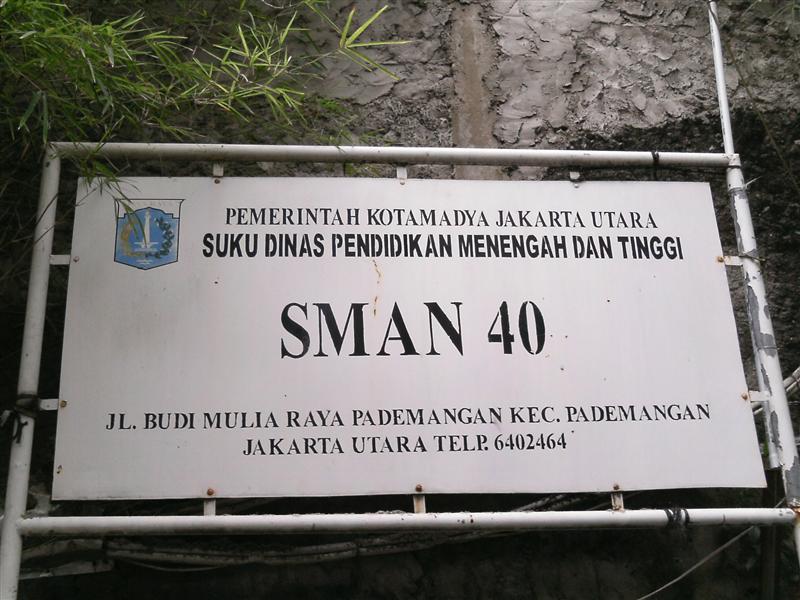 PEMERINTAH KOTAMADYA JAKARTA UTARA
SUKU DINAS PENDIDIKAN MENENGAH DAN TINGGI
SMAN 40
JL. BUDI MULIA RAYA PADEMANGAN KEC. PADEMANGAN
JAKARTA UTARA TELP. 6402464